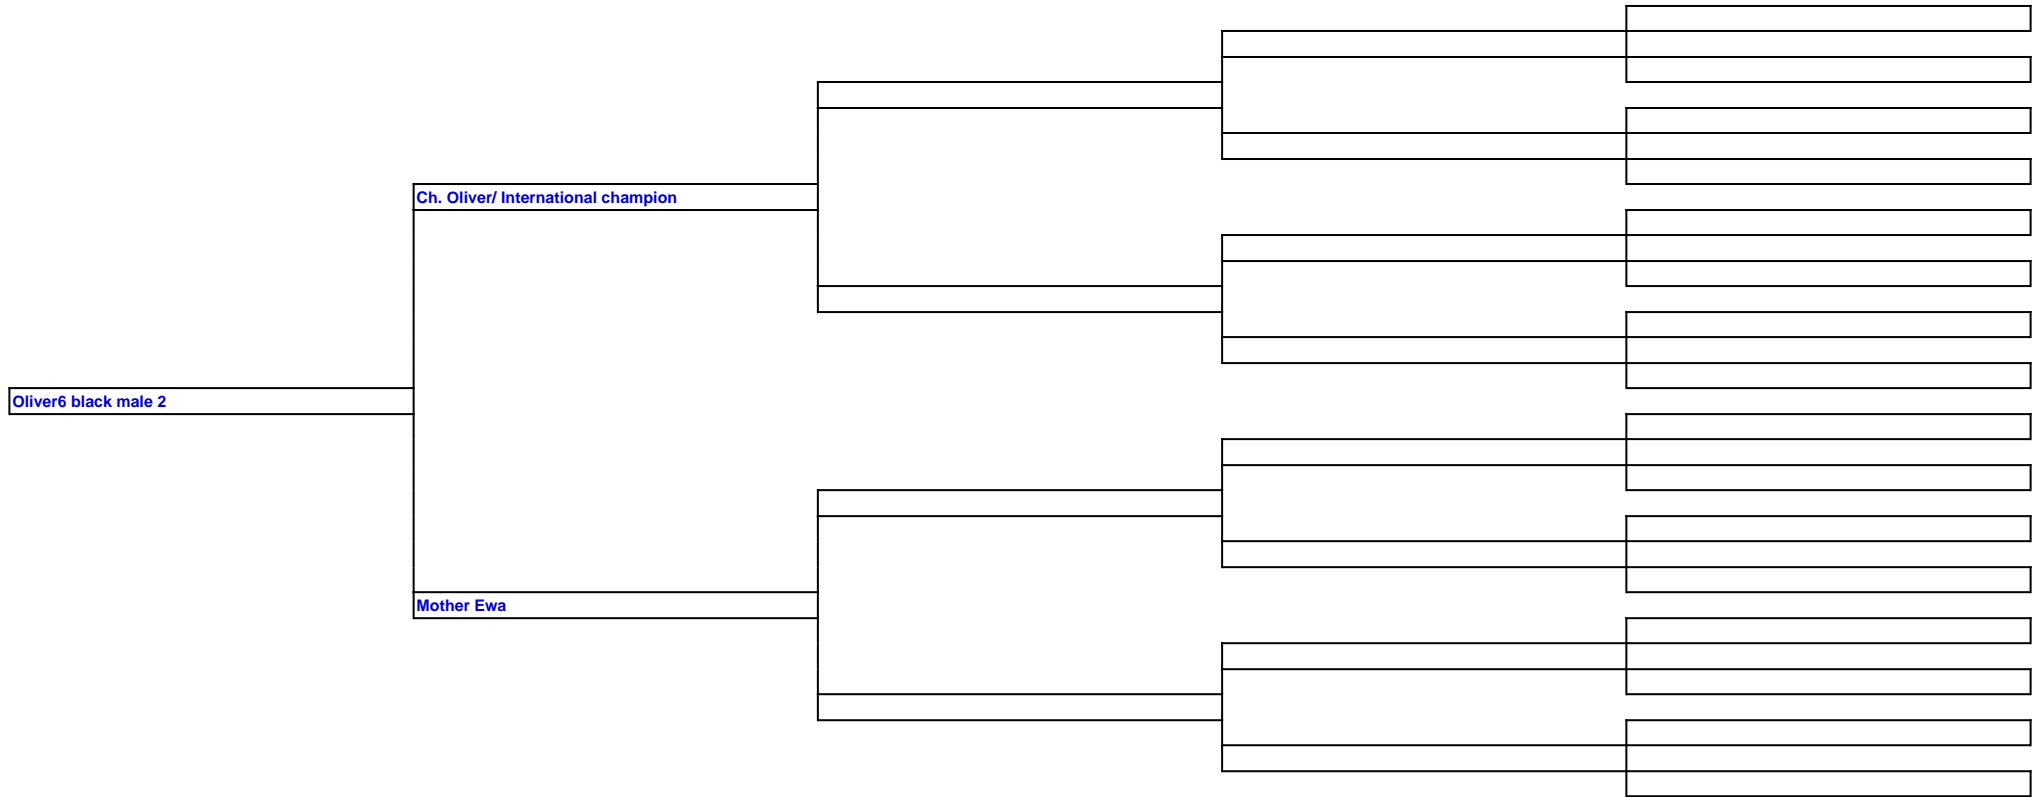 Ch. Oliver/ International champion
Oliver6 black male 2
Mother Ewa